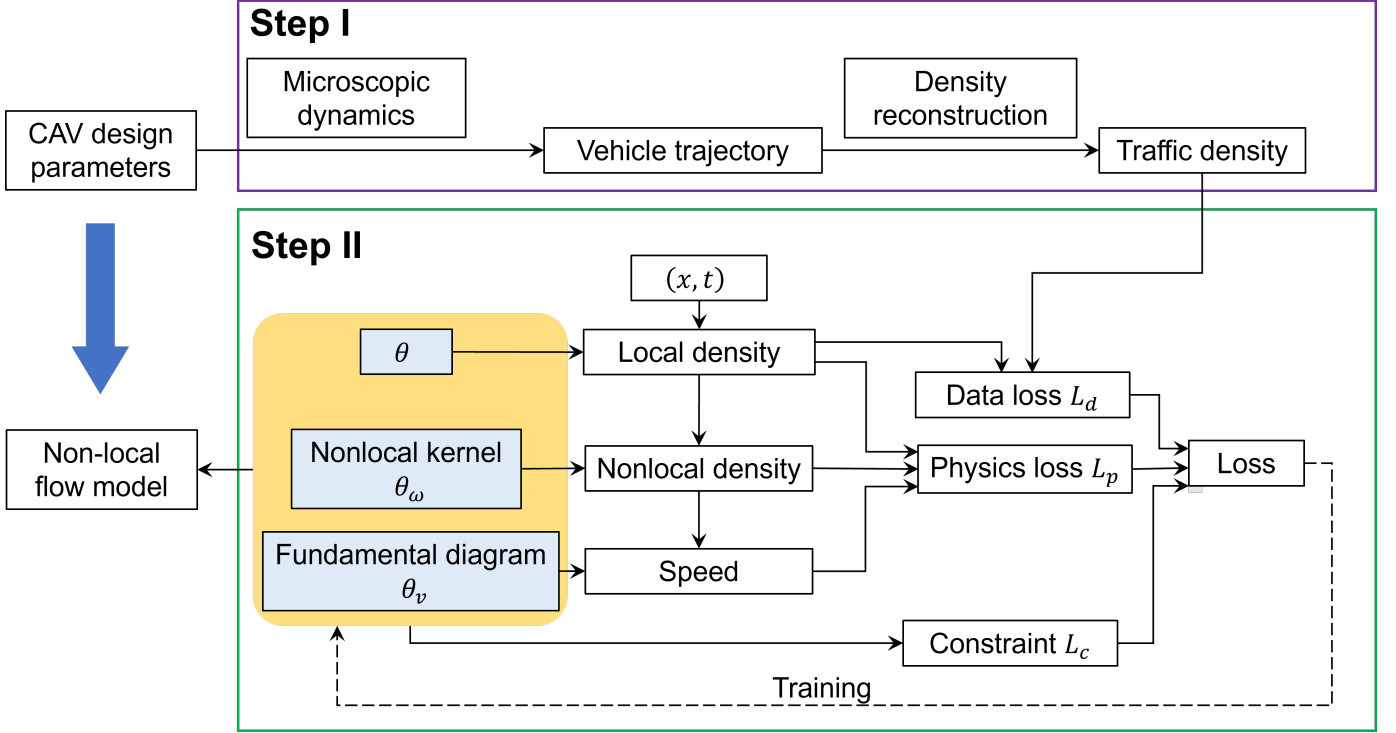 Step I
Microscopic
dynamics
Density
reconstruction
CAV design
parameters
Vehicle trajectory
Traffic density
Step II
(x, t)
θ
Local density
Data loss L_d
Non-local
flow model
Nonlocal kernel
θ_ω
Nonlocal density
Physics loss L_p
Loss
Fundamental diagram
θ_v
Speed
Constraint L_c
Training